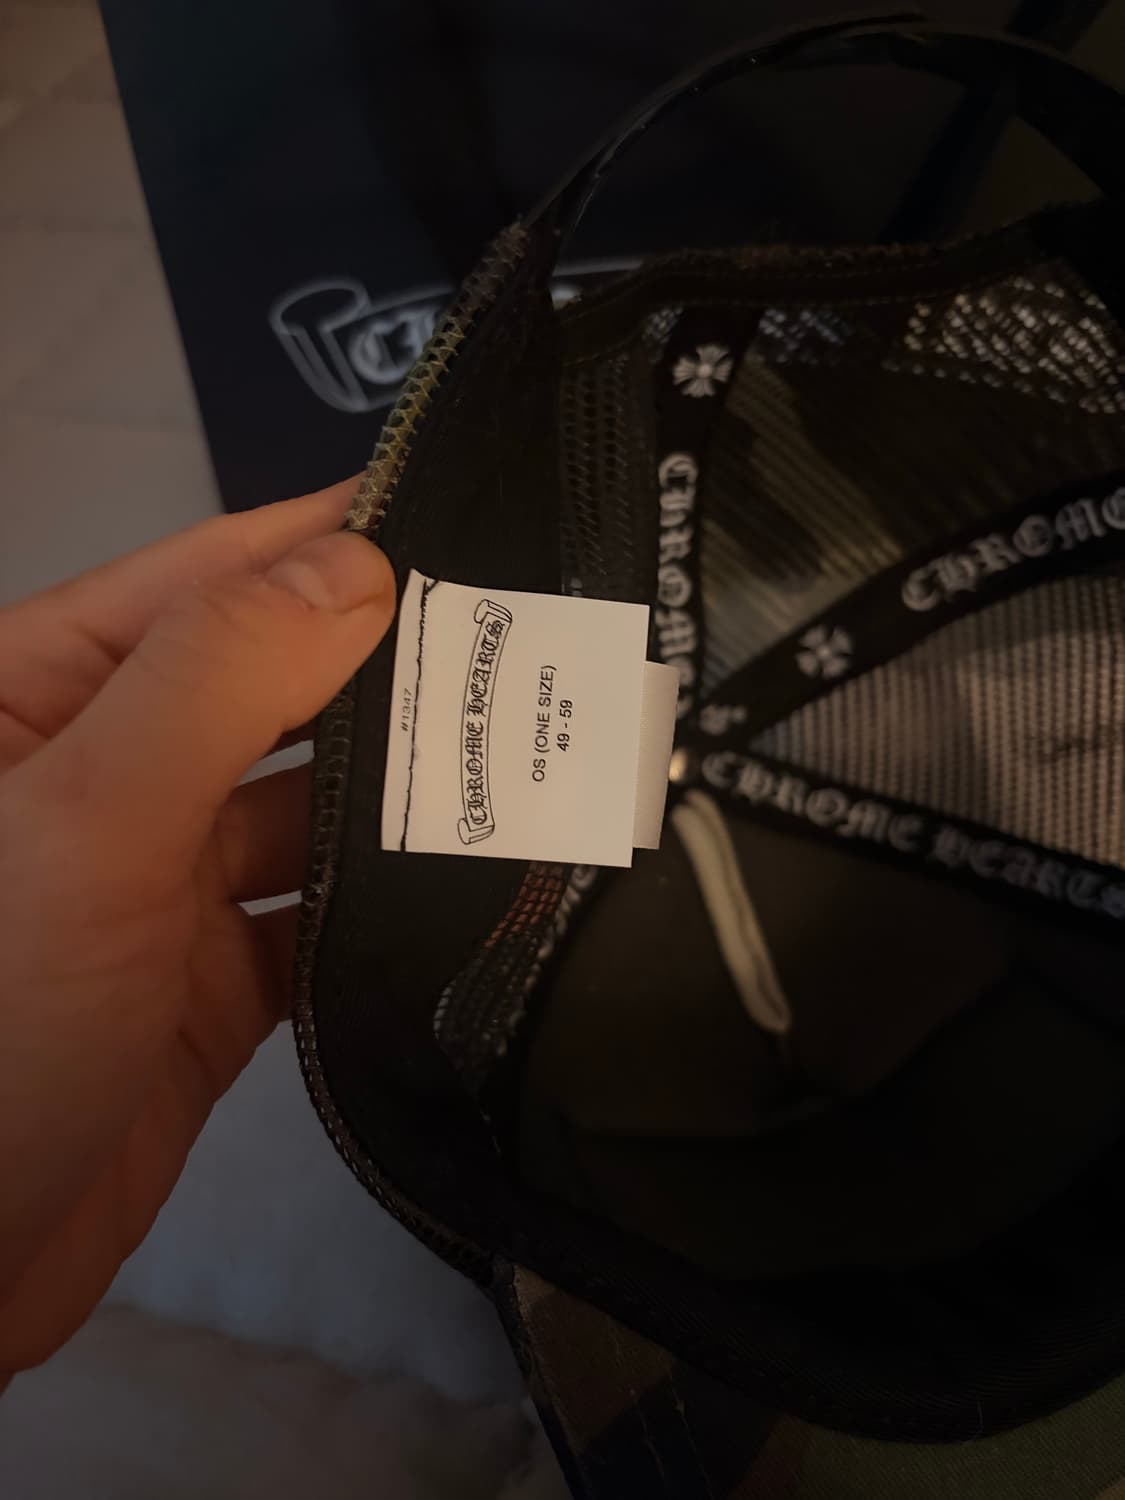 #1347
CHROME HEARTS
OS (ONE SIZE)
49 - 59
CHROME
CHROME
CHROME HEARTS